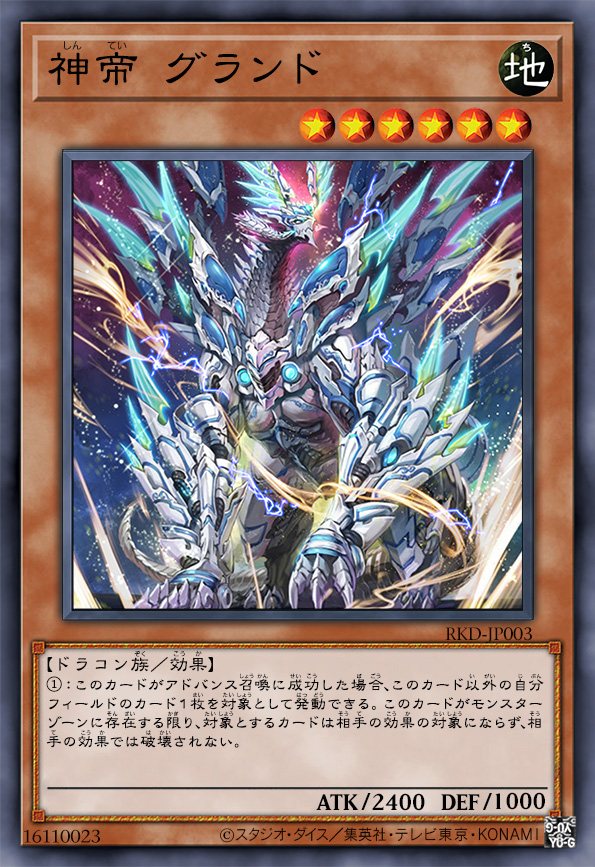 神帝 グランド
しん てい
地
ち
RKD-JP003
【ドラコン族／効果】
①：このカードがアドバンス召喚に成功した場合、このカード以外の自分
フィールドのカード1枚を対象として発動できる。このカードがモンスター
ゾーンに存在する限り、対象とするカードは相手の効果の対象にならず、相
手の効果では破壊されない。
ATK/2400 DEF/1000
16110023
©スタジオ・ダイス／集英社・テレビ東京・KONAMI